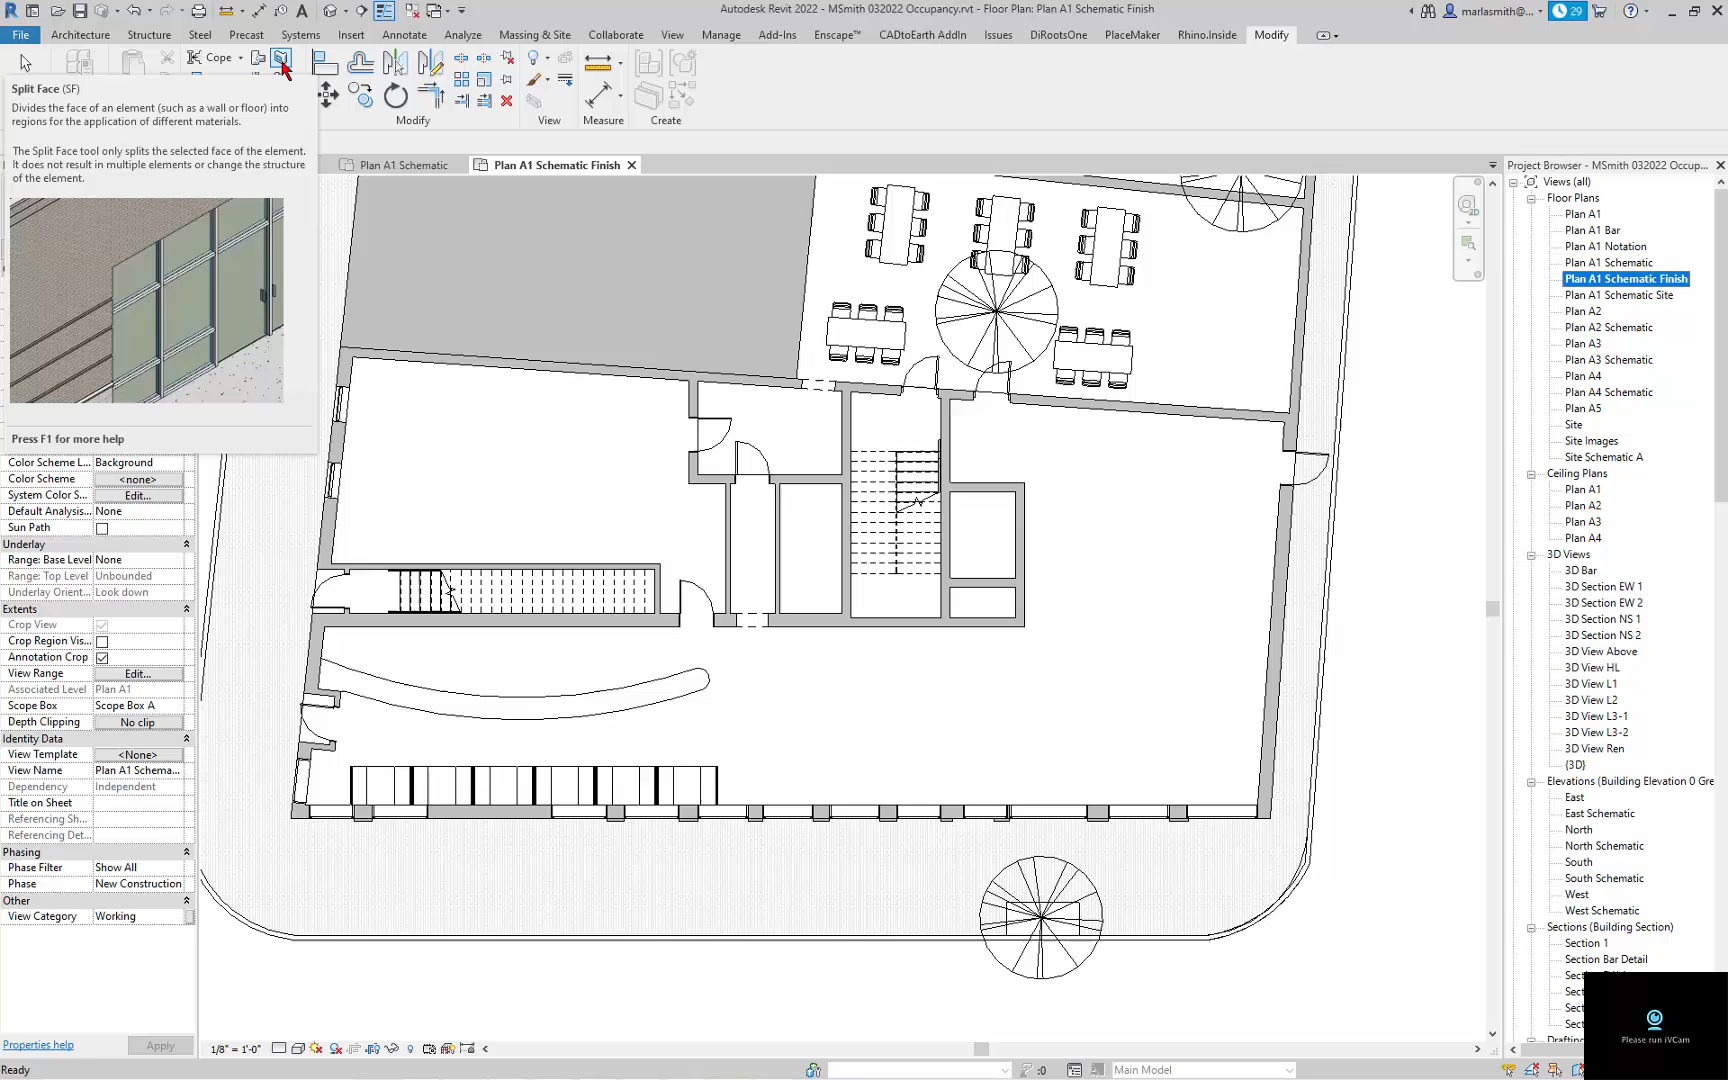 Autodesk Revit 2022 - MSmith 032022 Occupancy.rvt - Floor Plan: Plan A1 Schematic Finish
marlasmith@...
29
File
Architecture
Structure
Steel
Precast
Systems
Insert
Annotate
Analyze
Massing & Site
Collaborate
View
Manage
Add-Ins
Enscape™
CADtoEarth AddIn
Issues
DiRootsOne
PlaceMaker
Rhino.Inside
Modify
Cope
Modify
View
Measure
Create
Split Face (SF)
Divides the face of an element (such as a wall or floor) into
regions for the application of different materials.
The Split Face tool only splits the selected face of the element.
It does not result in multiple elements or change the structure
of the element.
Press F1 for more help
Plan A1 Schematic
Plan A1 Schematic Finish
Color Scheme L... Background
Color Scheme <none>
System Color S... Edit...
Default Analysis... None
Sun Path
Underlay
Range: Base Level None
Range: Top Level Unbounded
Underlay Orient... Look down
Extents
Crop View
Crop Region Vis...
Annotation Crop
View Range Edit...
Associated Level Plan A1
Scope Box Scope Box A
Depth Clipping No clip
Identity Data
View Template <None>
View Name Plan A1 Schema...
Dependency Independent
Title on Sheet
Referencing Sh...
Referencing Det...
Phasing
Phase Filter Show All
Phase New Construction
Other
View Category Working
Properties help
Apply
1/8" = 1'-0"
Ready
:0
Main Model
Project Browser - MSmith 032022 Occup...
Views (all)
Floor Plans
Plan A1
Plan A1 Bar
Plan A1 Notation
Plan A1 Schematic
Plan A1 Schematic Finish
Plan A1 Schematic Site
Plan A2
Plan A2 Schematic
Plan A3
Plan A3 Schematic
Plan A4
Plan A4 Schematic
Plan A5
Site
Site Images
Site Schematic A
Ceiling Plans
Plan A1
Plan A2
Plan A3
Plan A4
3D Views
3D Bar
3D Section EW 1
3D Section EW 2
3D Section NS 1
3D Section NS 2
3D View Above
3D View HL
3D View L1
3D View L2
3D View L3-1
3D View L3-2
3D View Ren
{3D}
Elevations (Building Elevation 0 Gre
East
East Schematic
North
North Schematic
South
South Schematic
West
West Schematic
Sections (Building Section)
Section 1
Section Bar Detail
Sect
Sect
Sect
Sect
Draftin
Please run iVCam